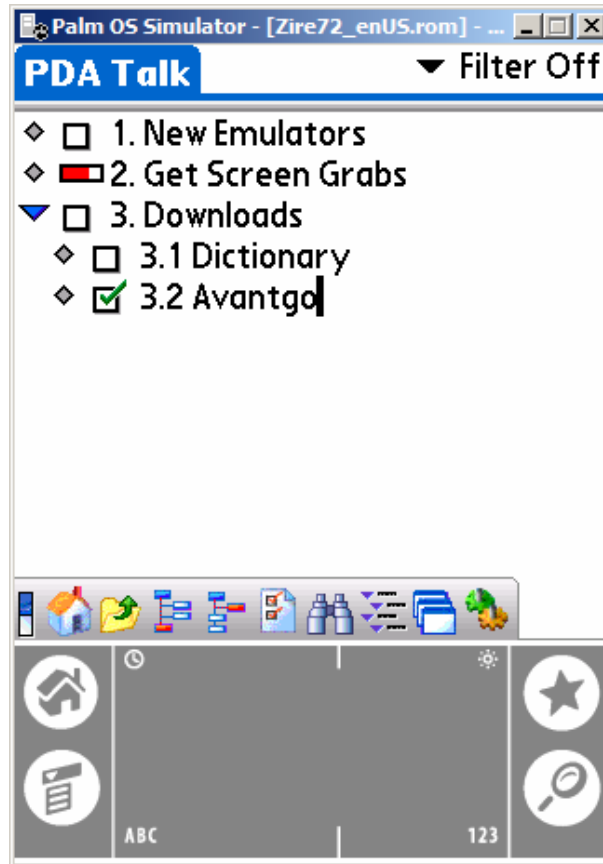 Palm OS Simulator - [Zire72_enUS.rom] - ...
PDA Talk
Filter Off
1. New Emulators
2. Get Screen Grabs
3. Downloads
3.1 Dictionary
3.2 Avantgo
ABC
123